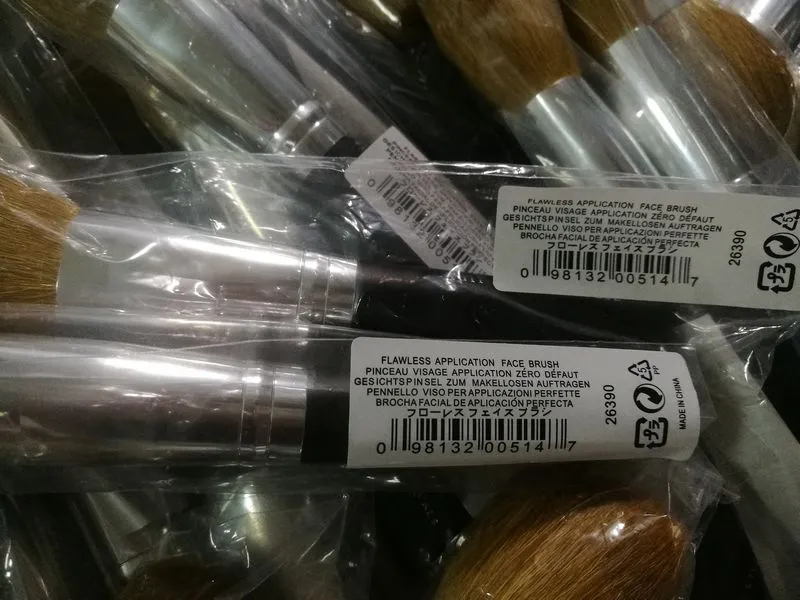 FLAWLESS APPLICATION FACE BRUSH
PINCEAU VISAGE APPLICATION ZÉRO DÉFAUT
GESICHTSPINSEL ZUM MAKELLOSEN AUFTRAGEN
PENNELLO VISO PER APPLICAZIONI PERFETTE
BROCHA FACIAL DE APLICACIÓN PERFECTA
フローレス フェイス ブラシ
0 98132 00514 7
26390
FLAWLESS APPLICATION FACE BRUSH
PINCEAU VISAGE APPLICATION ZÉRO DÉFAUT
GESICHTSPINSEL ZUM MAKELLOSEN AUFTRAGEN
PENNELLO VISO PER APPLICAZIONI PERFETTE
BROCHA FACIAL DE APLICACIÓN PERFECTA
フローレス フェイス ブラシ
0 98132 00514 7
26390
PP
プラ
MADE IN CHINA